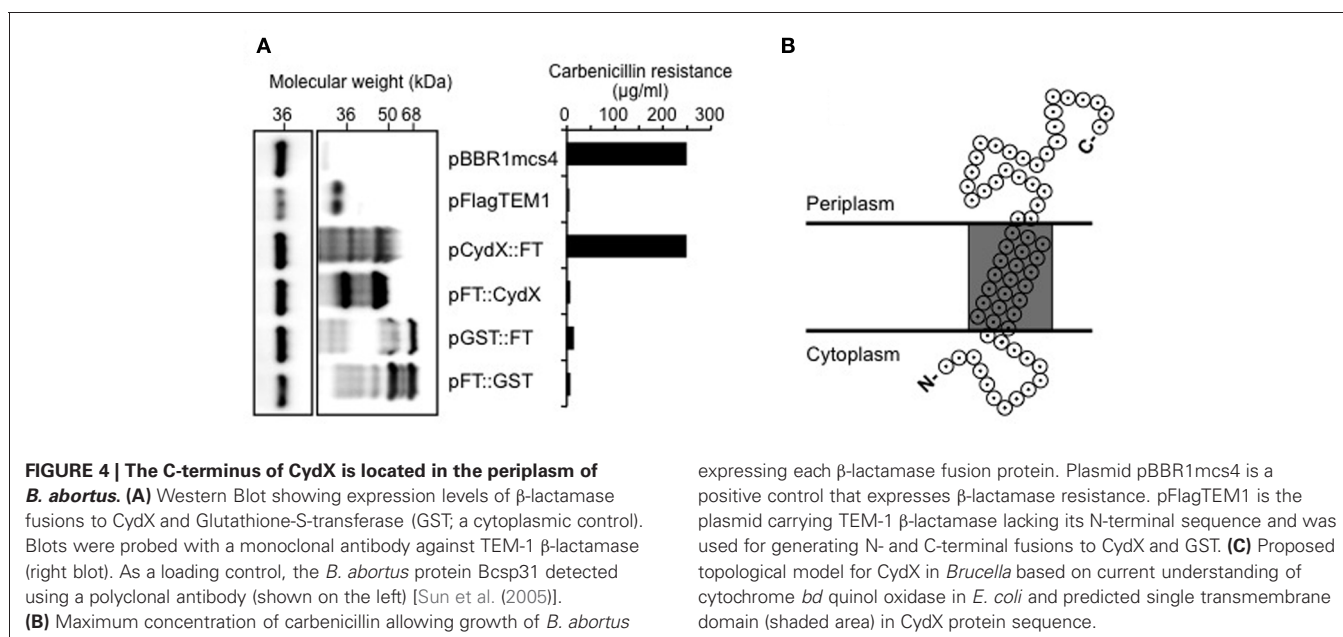 A
B
Molecular weight (kDa)
36
36 50 68
Carbenicillin resistance
(µg/ml)
0 100 200 300
pBBR1mcs4
pFlagTEM1
pCydX::FT
pFT::CydX
pGST::FT
pFT::GST
Periplasm
C-
Cytoplasm
N-
FIGURE 4 | The C-terminus of CydX is located in the periplasm of
B. abortus. (A) Western Blot showing expression levels of β-lactamase
fusions to CydX and Glutathione-S-transferase (GST; a cytoplasmic control).
Blots were probed with a monoclonal antibody against TEM-1 β-lactamase
(right blot). As a loading control, the B. abortus protein Bcsp31 detected
using a polyclonal antibody (shown on the left) [Sun et al. (2005)].
(B) Maximum concentration of carbenicillin allowing growth of B. abortus
expressing each β-lactamase fusion protein. Plasmid pBBR1mcs4 is a
positive control that expresses β-lactamase resistance. pFlagTEM1 is the
plasmid carrying TEM-1 β-lactamase lacking its N-terminal sequence and was
used for generating N- and C-terminal fusions to CydX and GST. (C) Proposed
topological model for CydX in Brucella based on current understanding of
cytochrome bd quinol oxidase in E. coli and predicted single transmembrane
domain (shaded area) in CydX protein sequence.